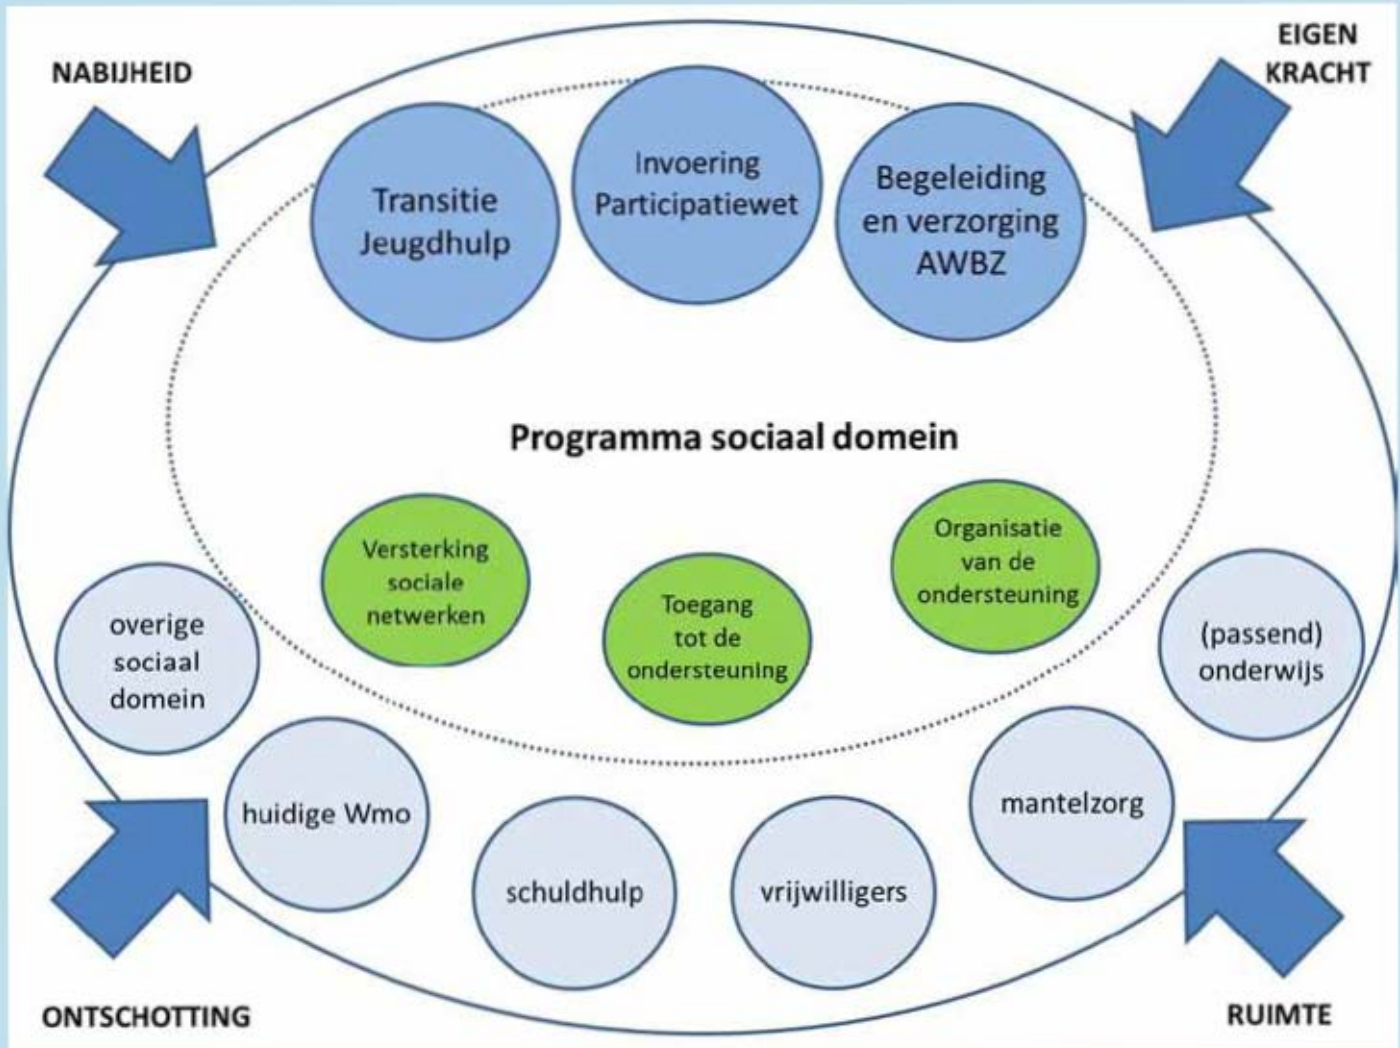 NABIJHEID
EIGEN
KRACHT
Transitie
Jeugdhulp
Invoering
Participatiewet
Begeleiding
en verzorging
AWBZ
Programma sociaal domein
Versterking
sociale
netwerken
Toegang
tot de
ondersteuning
Organisatie
van de
ondersteuning
overige
sociaal
domein
huidige Wmo
schuldhulp
vrijwilligers
mantelzorg
(passend)
onderwijs
ONTSCHOTTING
RUIMTE